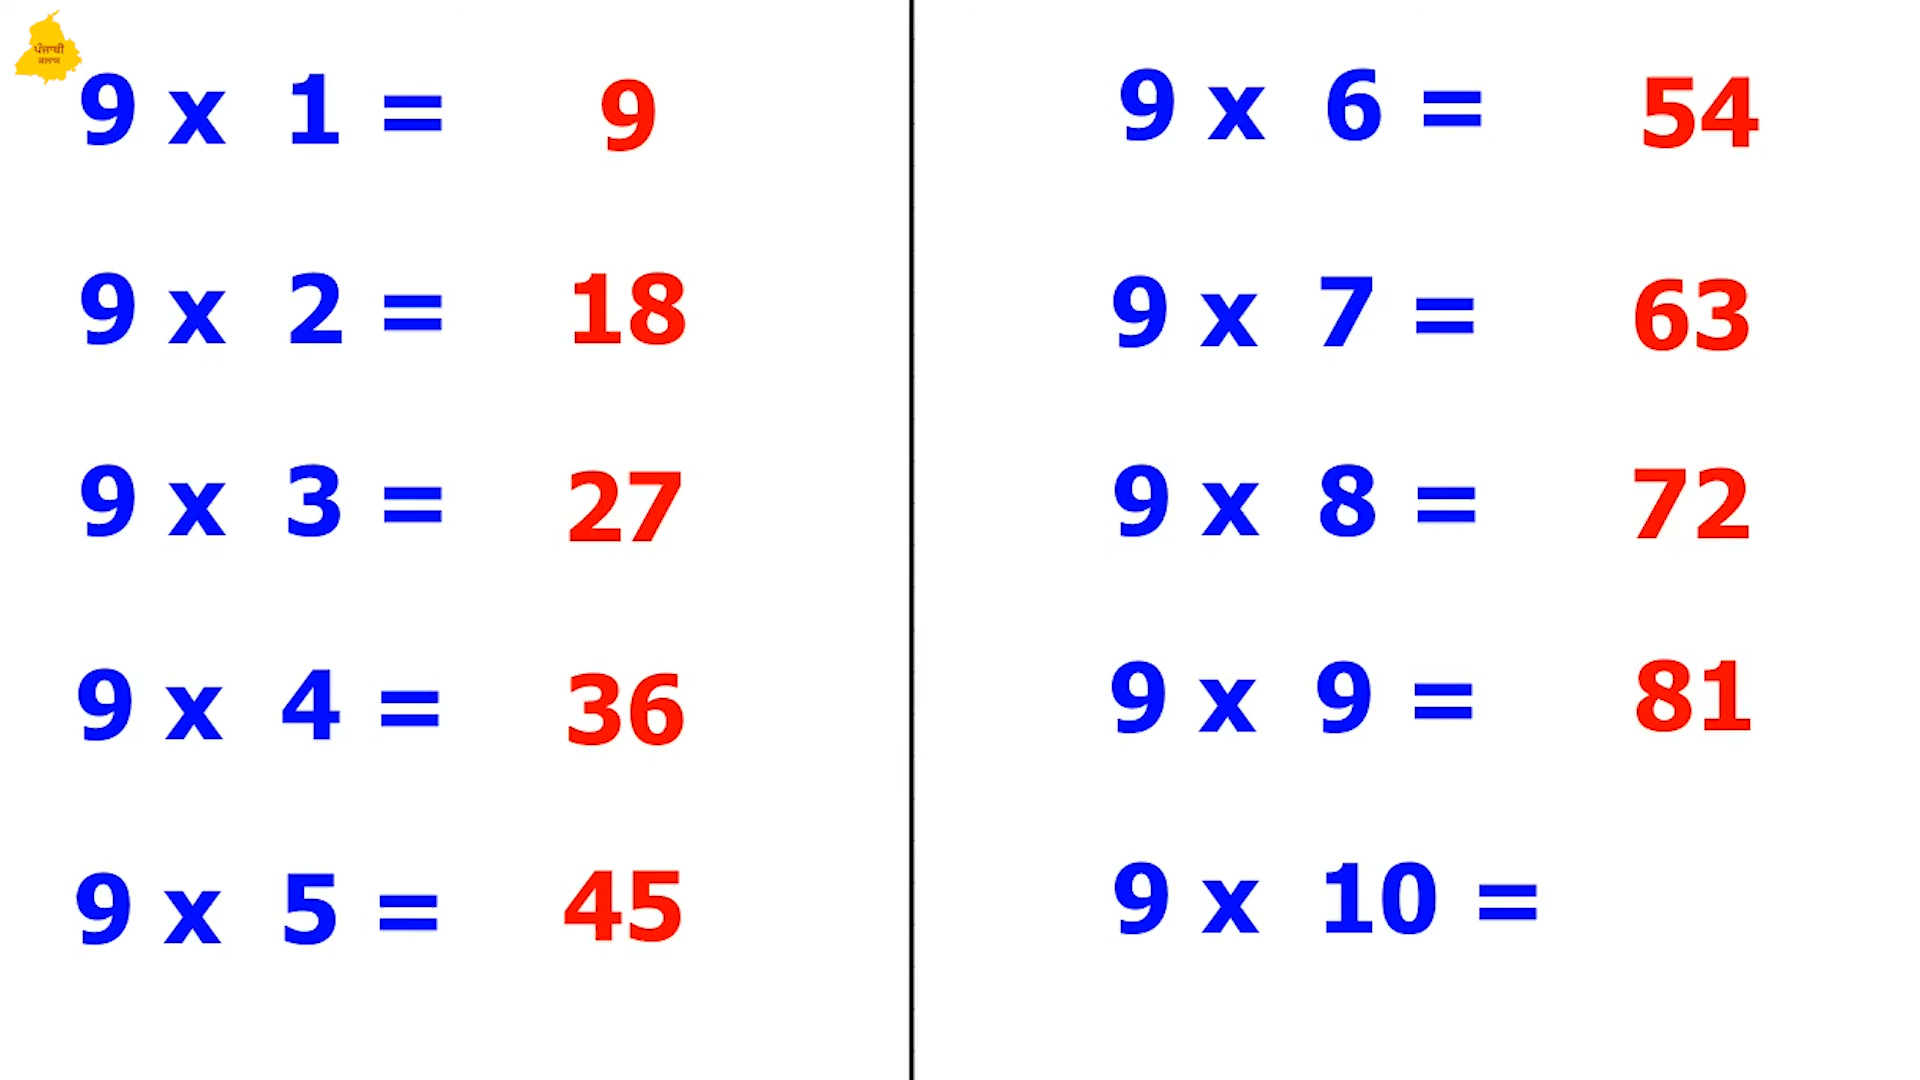 ਪੰਜਾਬੀ
ਕਲਾਸ
9 x 1 = 9
9 x 2 = 18
9 x 3 = 27
9 x 4 = 36
9 x 5 = 45
9 x 6 = 54
9 x 7 = 63
9 x 8 = 72
9 x 9 = 81
9 x 10 =